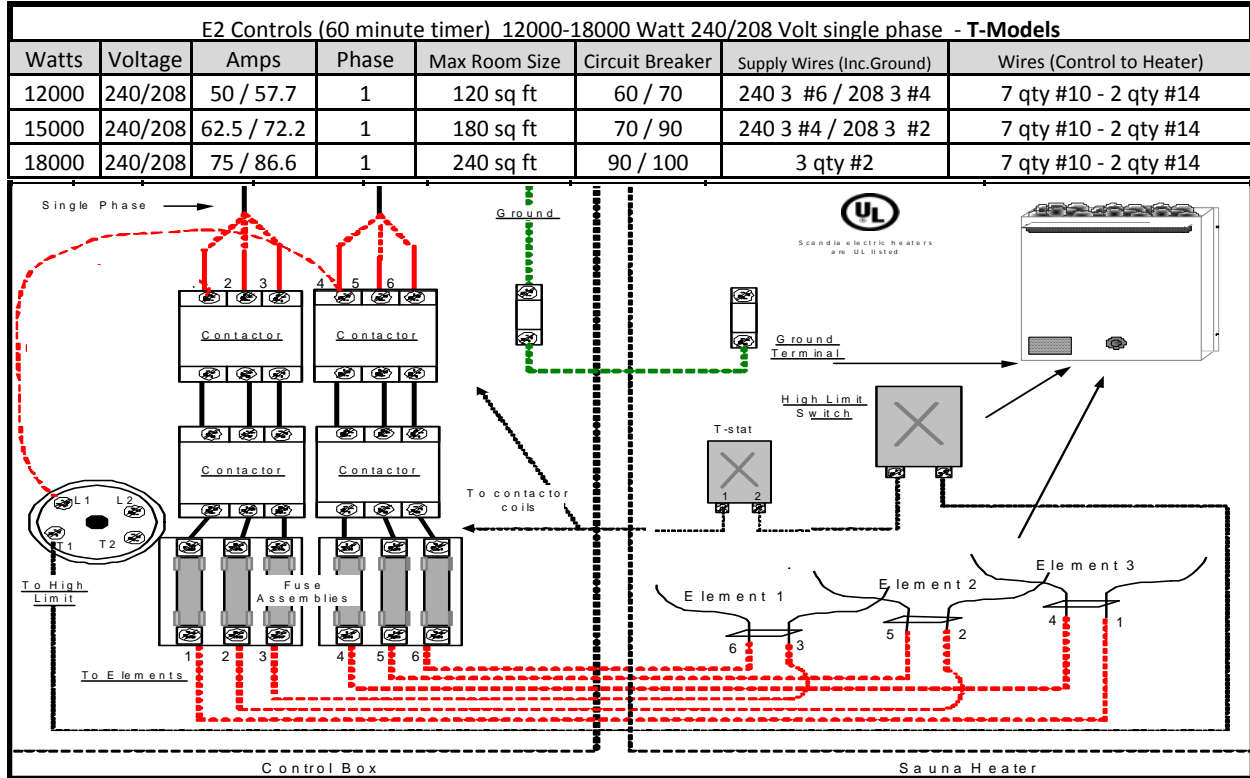 E2 Controls (60 minute timer) 12000-18000 Watt 240/208 Volt single phase - T-Models
Watts Voltage Amps Phase Max Room Size Circuit Breaker Supply Wires (Inc.Ground) Wires (Control to Heater)
12000 240/208 50 / 57.7 1 120 sq ft 60 / 70 240 3 #6 / 208 3 #4 7 qty #10 - 2 qty #14
15000 240/208 62.5 / 72.2 1 180 sq ft 70 / 90 240 3 #4 / 208 3 #2 7 qty #10 - 2 qty #14
18000 240/208 75 / 86.6 1 240 sq ft 90 / 100 3 qty #2 7 qty #10 - 2 qty #14
Single Phase
Ground
UL
Scandia electric heaters
are UL listed
2 3 4 5 6
Contactor Contactor
Ground
Terminal
High Limit
Switch
T-stat
1 2
Contactor Contactor
To contactor
coils
L1 L2
T1 T2
To High
Limit
Fuse
Assemblies
Element 1 Element 2 Element 3
6 3 5 2 4 1
1 2 3 4 5 6
To Elements
Control Box Sauna Heater